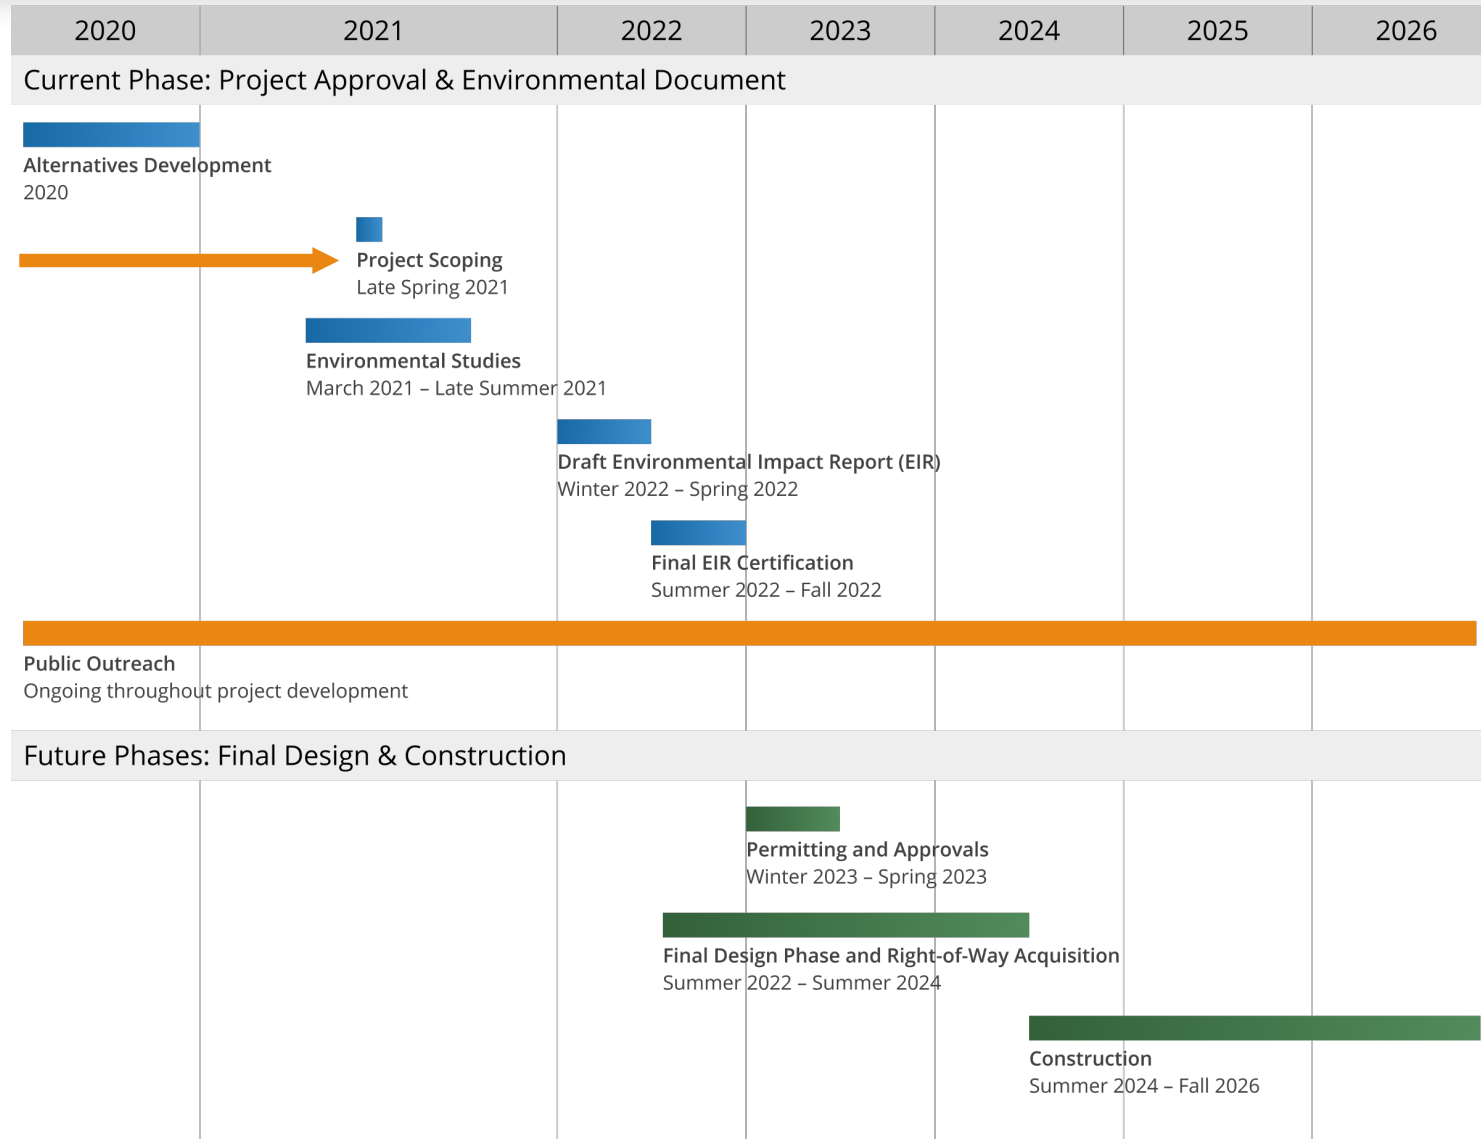 2020 2021 2022 2023 2024 2025 2026
Current Phase: Project Approval & Environmental Document
Alternatives Development
2020
Project Scoping
Late Spring 2021
Environmental Studies
March 2021 – Late Summer 2021
Draft Environmental Impact Report (EIR)
Winter 2022 – Spring 2022
Final EIR Certification
Summer 2022 – Fall 2022
Public Outreach
Ongoing throughout project development
Future Phases: Final Design & Construction
Permitting and Approvals
Winter 2023 – Spring 2023
Final Design Phase and Right-of-Way Acquisition
Summer 2022 – Summer 2024
Construction
Summer 2024 – Fall 2026